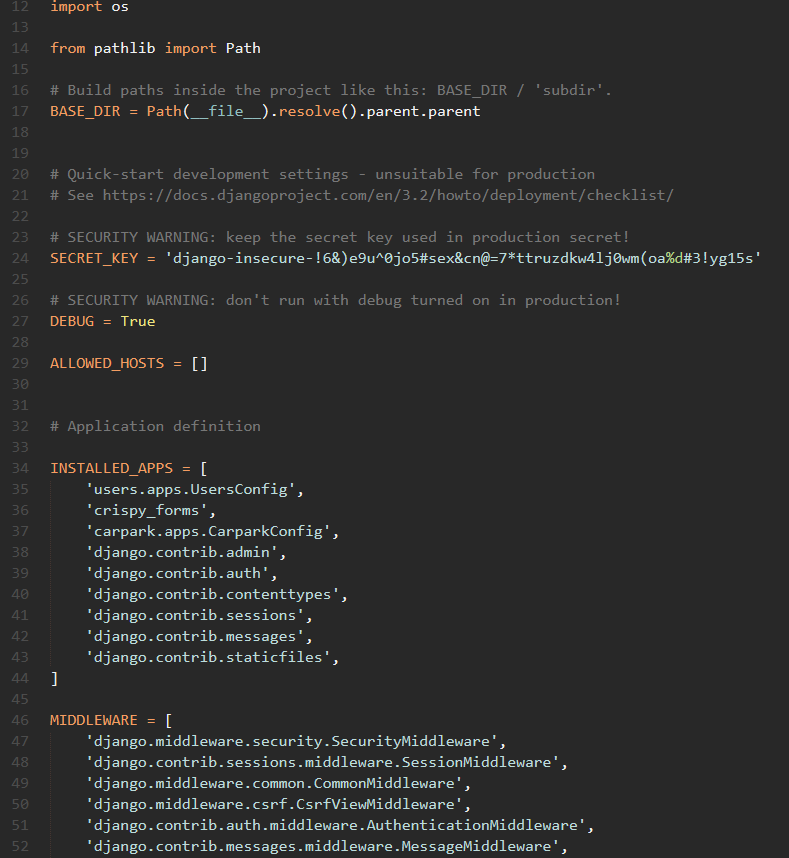 12 import os
13
14 from pathlib import Path
15
16 # Build paths inside the project like this: BASE_DIR / 'subdir'.
17 BASE_DIR = Path(__file__).resolve().parent.parent
18
19
20 # Quick-start development settings - unsuitable for production
21 # See https://docs.djangoproject.com/en/3.2/howto/deployment/checklist/
22
23 # SECURITY WARNING: keep the secret key used in production secret!
24 SECRET_KEY = 'django-insecure-!6&)e9u^0jo5#sex&cn@=7*ttruzdkw4lj0wm(oa%d#3!yg15s'
25
26 # SECURITY WARNING: don't run with debug turned on in production!
27 DEBUG = True
28
29 ALLOWED_HOSTS = []
30
31
32 # Application definition
33
34 INSTALLED_APPS = [
35     'users.apps.UsersConfig',
36     'crispy_forms',
37     'carpark.apps.CarparkConfig',
38     'django.contrib.admin',
39     'django.contrib.auth',
40     'django.contrib.contenttypes',
41     'django.contrib.sessions',
42     'django.contrib.messages',
43     'django.contrib.staticfiles',
44 ]
45
46 MIDDLEWARE = [
47     'django.middleware.security.SecurityMiddleware',
48     'django.contrib.sessions.middleware.SessionMiddleware',
49     'django.middleware.common.CommonMiddleware',
50     'django.middleware.csrf.CsrfViewMiddleware',
51     'django.contrib.auth.middleware.AuthenticationMiddleware',
52     'django.contrib.messages.middleware.MessageMiddleware',